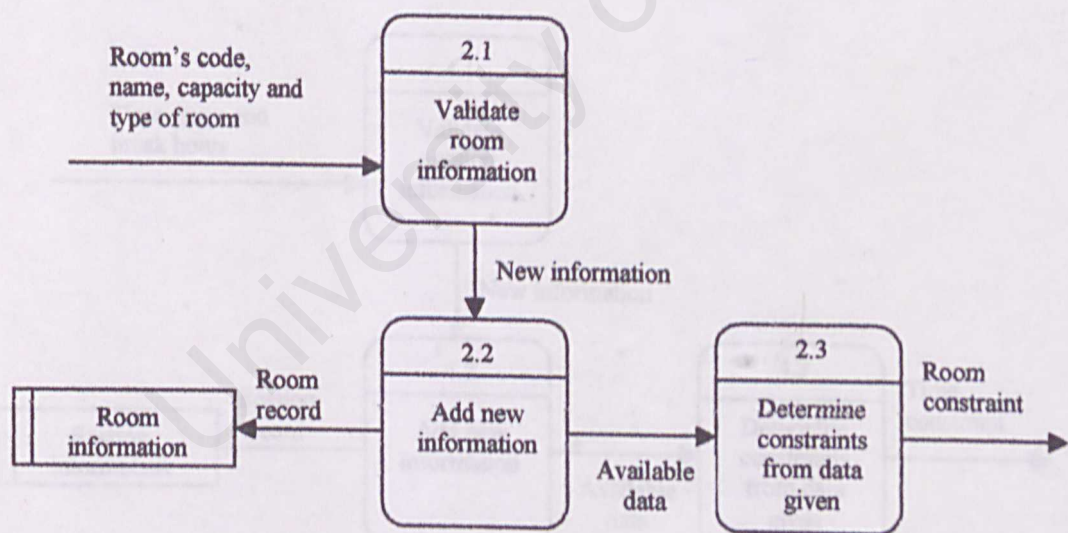 Room's code,
name, capacity and
type of room
2.1
Validate
room
information
New information
2.2
Add new
information
Room
record
Room
information
Available
data
2.3
Determine
constraints
from data
given
Room
constraint
University o